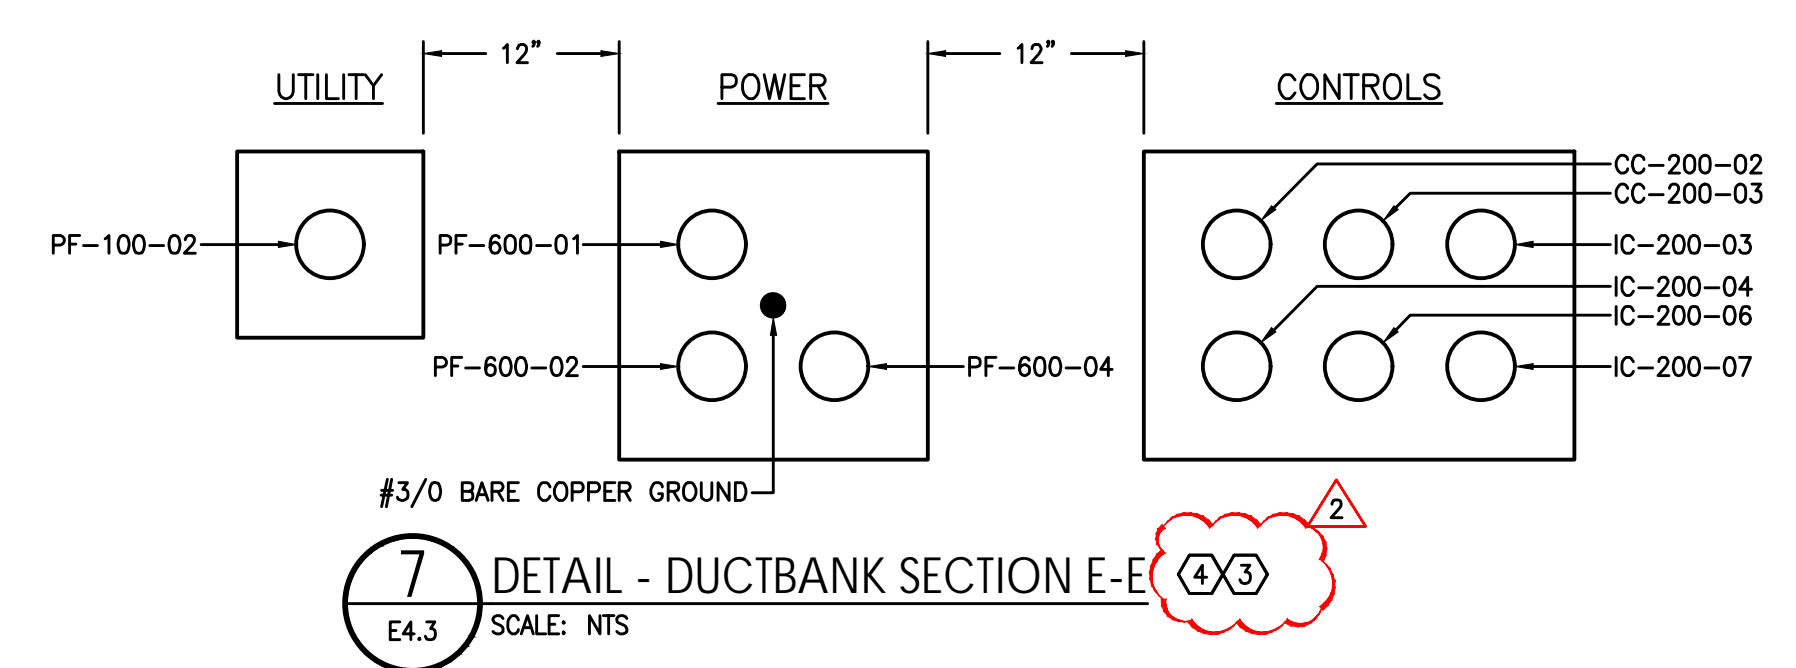 12" 12"
UTILITY POWER CONTROLS
CC-200-02
CC-200-03
PF-100-02 PF-600-01 IC-200-03
IC-200-04
IC-200-06
PF-600-02 PF-600-04 IC-200-07
#3/0 BARE COPPER GROUND
2
7 DETAIL - DUCTBANK SECTION E-E 4 3
E4.3 SCALE: NTS